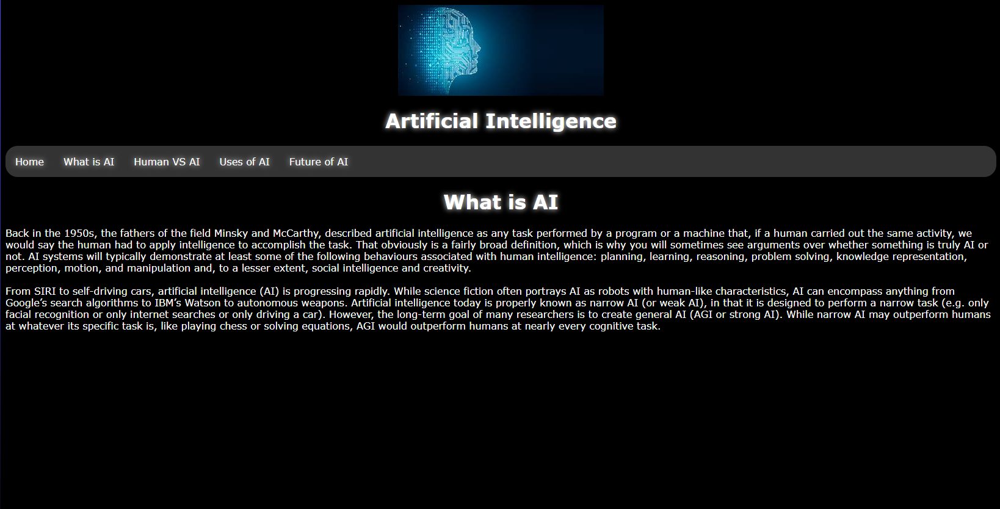 Artificial Intelligence
Home What is AI Human VS AI Uses of AI Future of AI
What is AI
Back in the 1950s, the fathers of the field Minsky and McCarthy, described artificial intelligence as any task performed by a program or a machine that, if a human carried out the same activity, we
would say the human had to apply intelligence to accomplish the task. That obviously is a fairly broad definition, which is why you will sometimes see arguments over whether something is truly AI or
not. AI systems will typically demonstrate at least some of the following behaviours associated with human intelligence: planning, learning, reasoning, problem solving, knowledge representation,
perception, motion, and manipulation and, to a lesser extent, social intelligence and creativity.
From SIRI to self-driving cars, artificial intelligence (AI) is progressing rapidly. While science fiction often portrays AI as robots with human-like characteristics, AI can encompass anything from
Google’s search algorithms to IBM’s Watson to autonomous weapons. Artificial intelligence today is properly known as narrow AI (or weak AI), in that it is designed to perform a narrow task (e.g. only
facial recognition or only internet searches or only driving a car). However, the long-term goal of many researchers is to create general AI (AGI or strong AI). While narrow AI may outperform humans
at whatever its specific task is, like playing chess or solving equations, AGI would outperform humans at nearly every cognitive task.